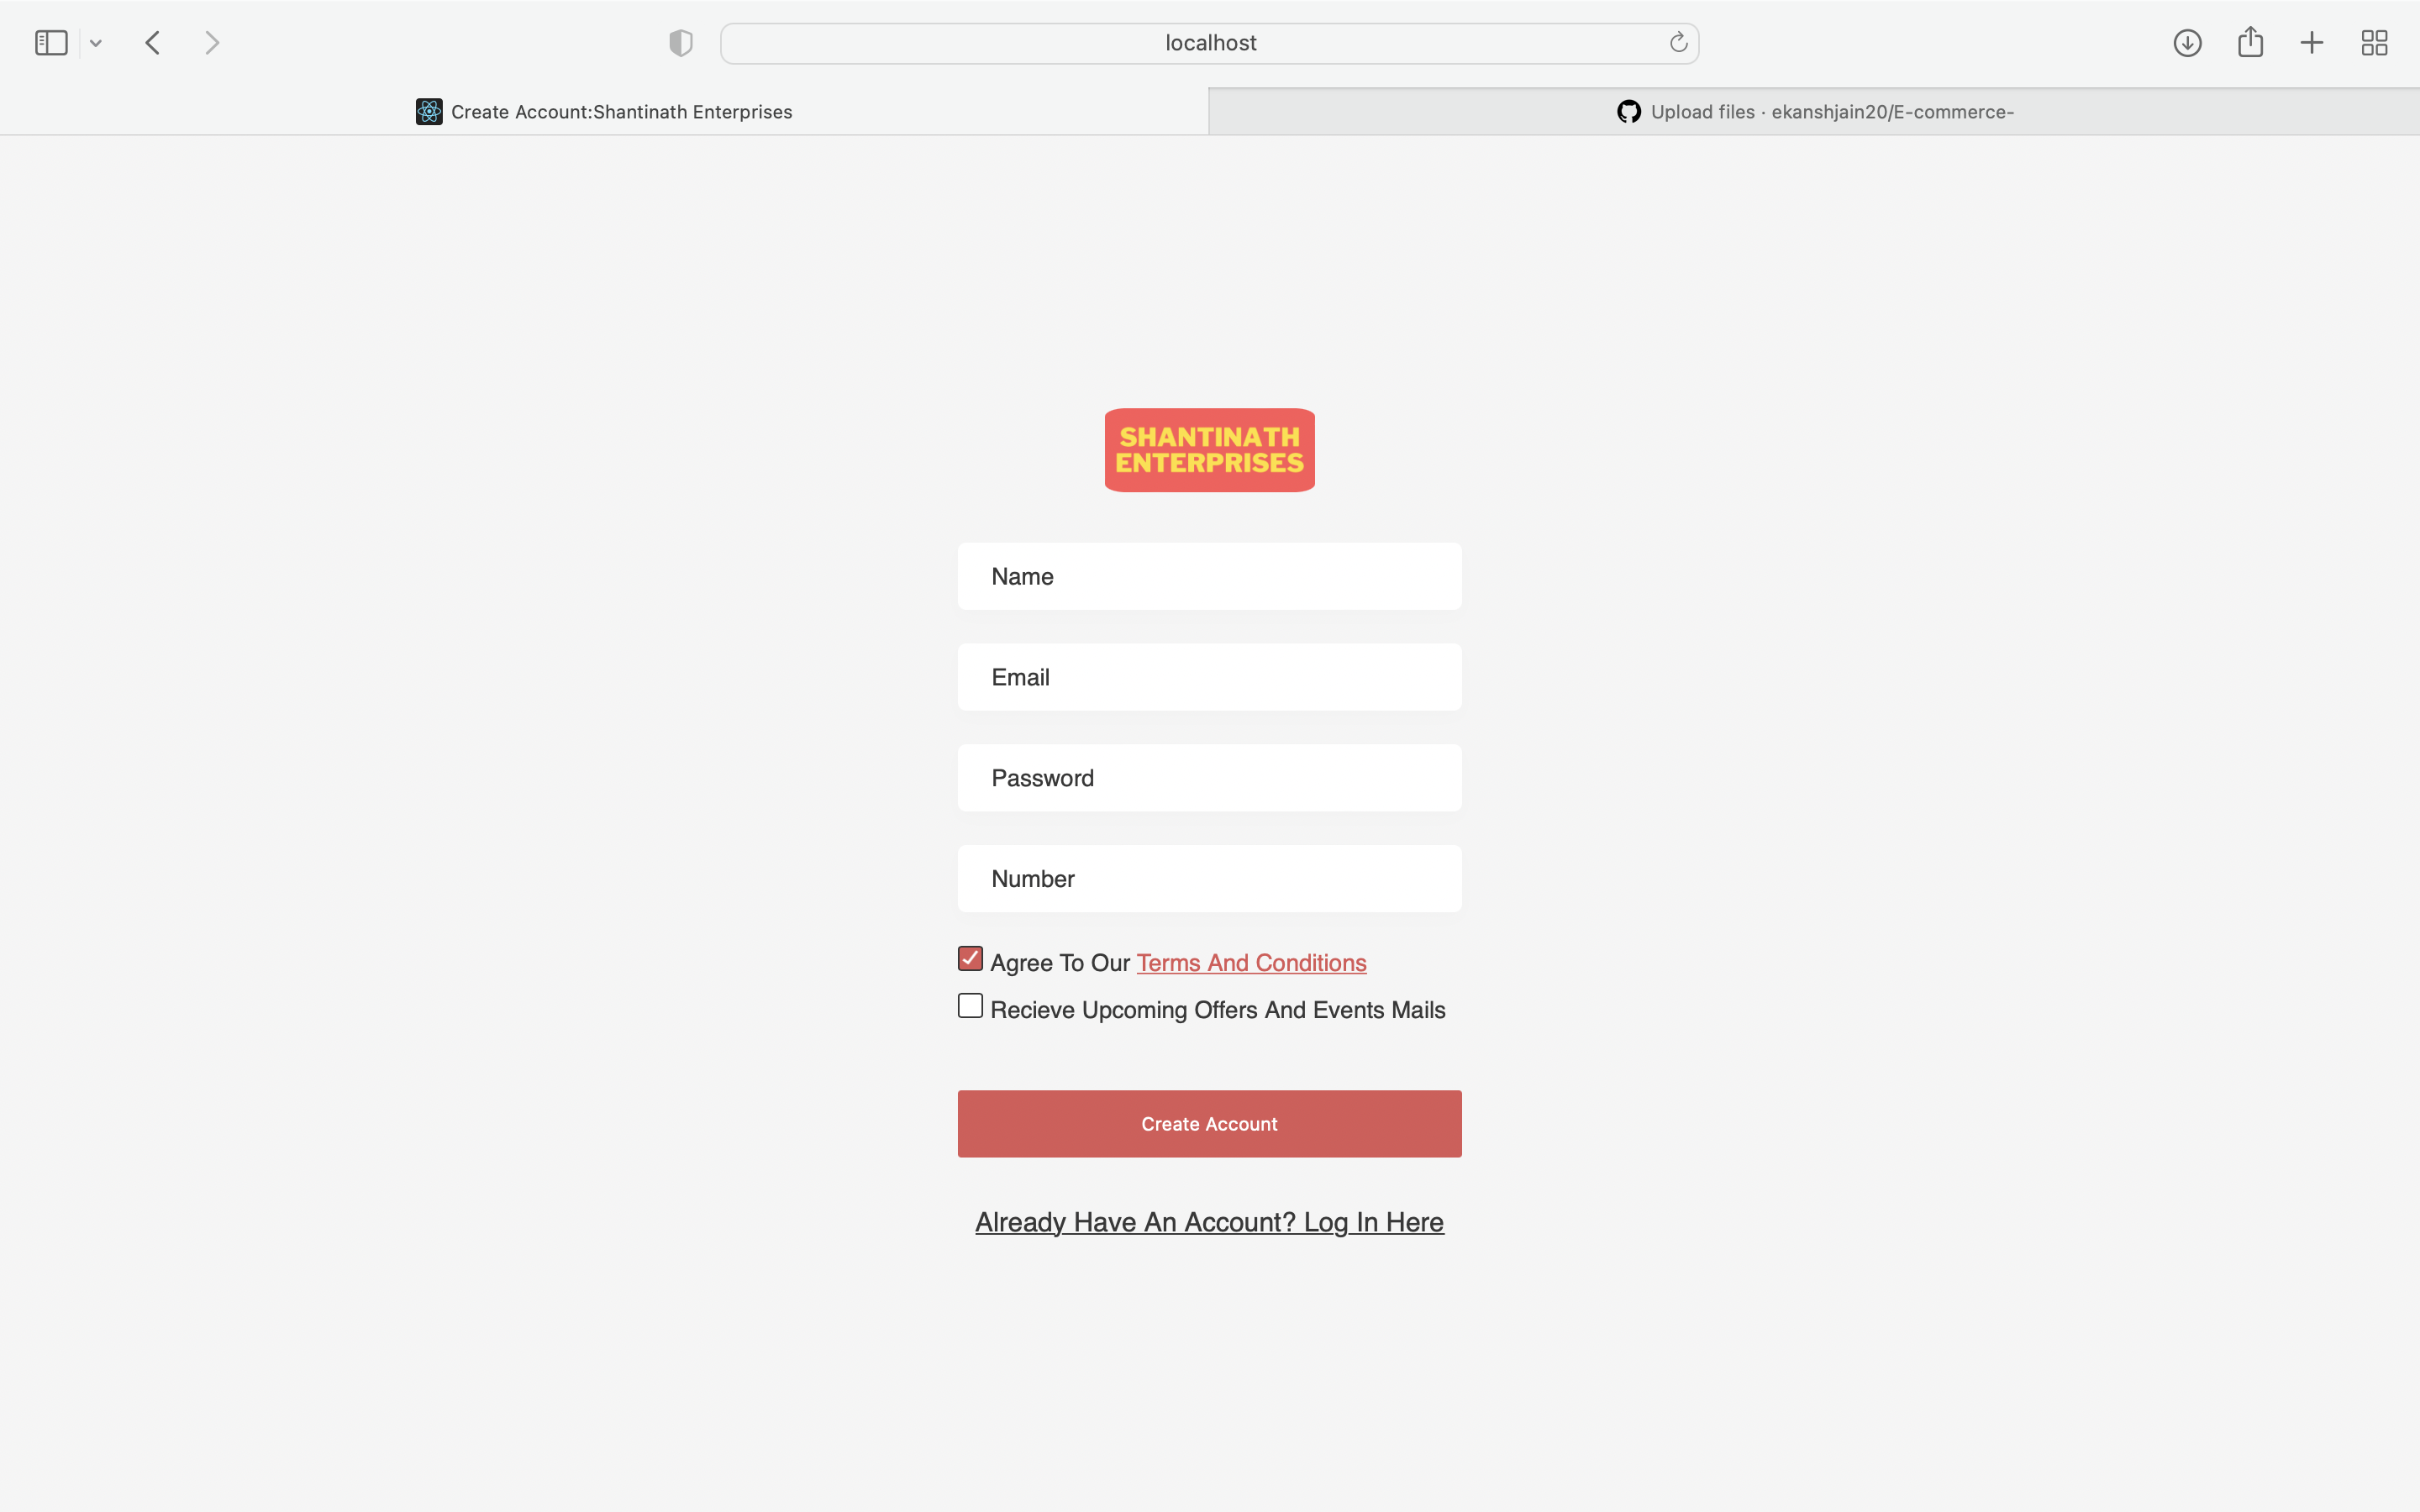 localhost
Create Account:Shantinath Enterprises
Upload files · ekanshjain20/E-commerce-
SHANTINATH
ENTERPRISES
Name
Email
Password
Number
Agree To Our Terms And Conditions
Recieve Upcoming Offers And Events Mails
Create Account
Already Have An Account? Log In Here